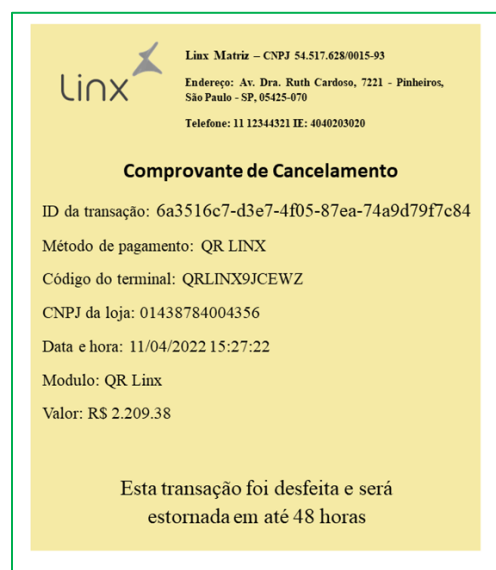 Linx
Linx Matriz – CNPJ 54.517.628/0015-93
Endereço: Av. Dra. Ruth Cardoso, 7221 - Pinheiros,
São Paulo - SP, 05425-070
Telefone: 11 12344321 IE: 4040203020
Comprovante de Cancelamento
ID da transação: 6a3516c7-d3e7-4f05-87ea-74a9d79f7c84
Método de pagamento: QR LINX
Código do terminal: QRLINX9JCEWZ
CNPJ da loja: 01438784004356
Data e hora: 11/04/2022 15:27:22
Modulo: QR Linx
Valor: R$ 2.209.38
Esta transação foi desfeita e será
estornada em até 48 horas